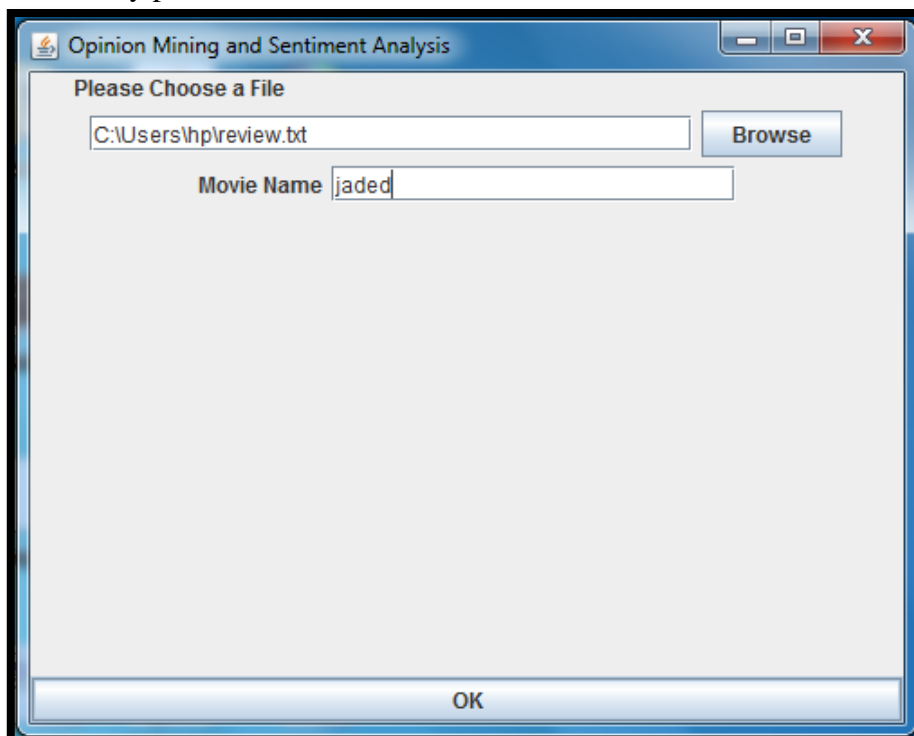 Opinion Mining and Sentiment Analysis
Please Choose a File
C:\Users\hp\review.txt Browse
Movie Name jaded
OK